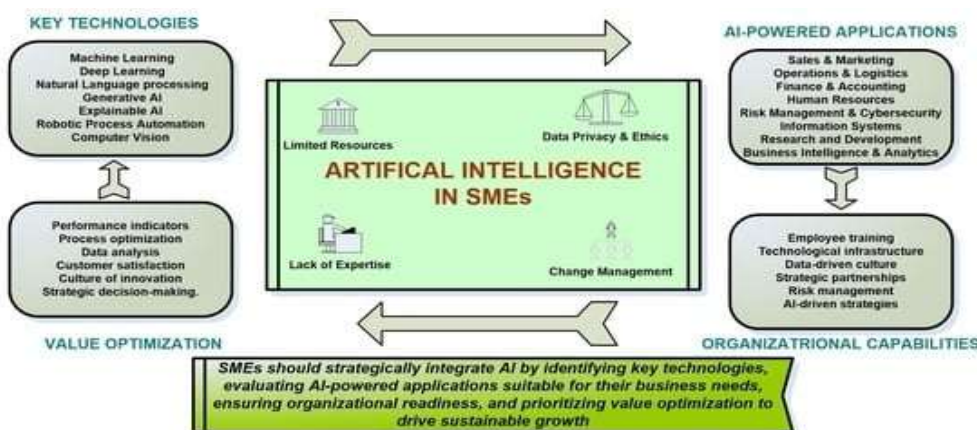 KEY TECHNOLOGIES
Machine Learning
Deep Learning
Natural Language processing
Generative AI
Explainable AI
Robotic Process Automation
Computer Vision
AI-POWERED APPLICATIONS
Sales & Marketing
Operations & Logistics
Finance & Accounting
Human Resources
Risk Management & Cybersecurity
Information Systems
Research and Development
Business Intelligence & Analytics
Limited Resources
Data Privacy & Ethics
ARTIFICAL INTELLIGENCE
IN SMEs
Lack of Expertise
Change Management
Performance indicators
Process optimization
Data analysis
Customer satisfaction
Culture of innovation
Strategic decision-making.
VALUE OPTIMIZATION
Employee training
Technological infrastructure
Data-driven culture
Strategic partnerships
Risk management
AI-driven strategies
ORGANIZATRIONAL CAPABILITIES
SMEs should strategically integrate AI by identifying key technologies,
evaluating AI-powered applications suitable for their business needs,
ensuring organizational readiness, and prioritizing value optimization to
drive sustainable growth